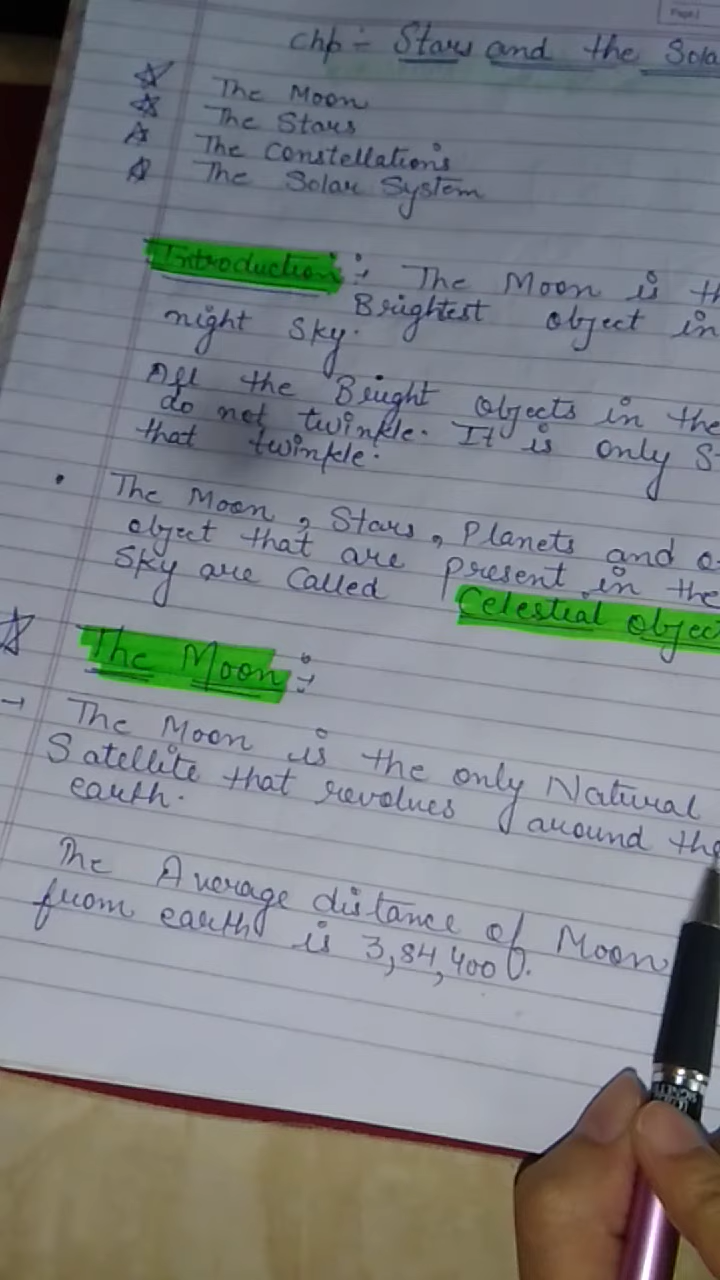 Page:
chp:- Stars and the Sola
The Moon
The Stars
The Constellations
The Solar System
Introduction :- The Moon is th
Brightest object in
night Sky.
All the Bright Objects in the
do not twinkle. It is only S
that twinkle.
• The Moon, Stars, Planets and o
object that are present in the
Sky are called Celestial objec
The Moon :-
→ The Moon is the only Natural
Satellite that revolves around the
earth.
The Average distance of Moon
from earth is 3,84,400